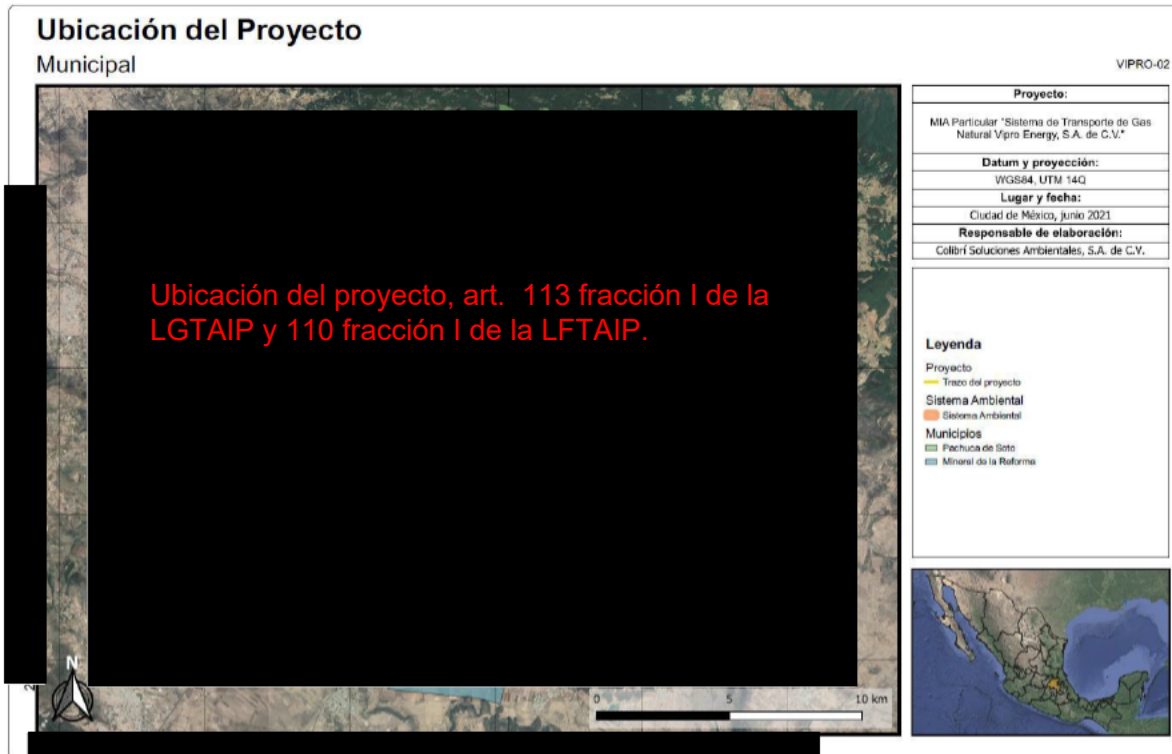 Ubicación del Proyecto
Municipal
VIPRO-02
Proyecto:
MIA Particular "Sistema de Transporte de Gas
Natural Vipro Energy, S.A. de C.V."
Datum y proyección:
WGS84, UTM 14Q
Lugar y fecha:
Ciudad de México, junio 2021
Responsable de elaboración:
Colibrí Soluciones Ambientales, S.A. de C.V.
Ubicación del proyecto, art. 113 fracción I de la
LGTAIP y 110 fracción I de la LFTAIP.
Leyenda
Proyecto
Trazo del proyecto
Sistema Ambiental
Sistema Ambiental
Municipios
Pachuca de Soto
Mineral de la Reforma
N
0 5 10 km